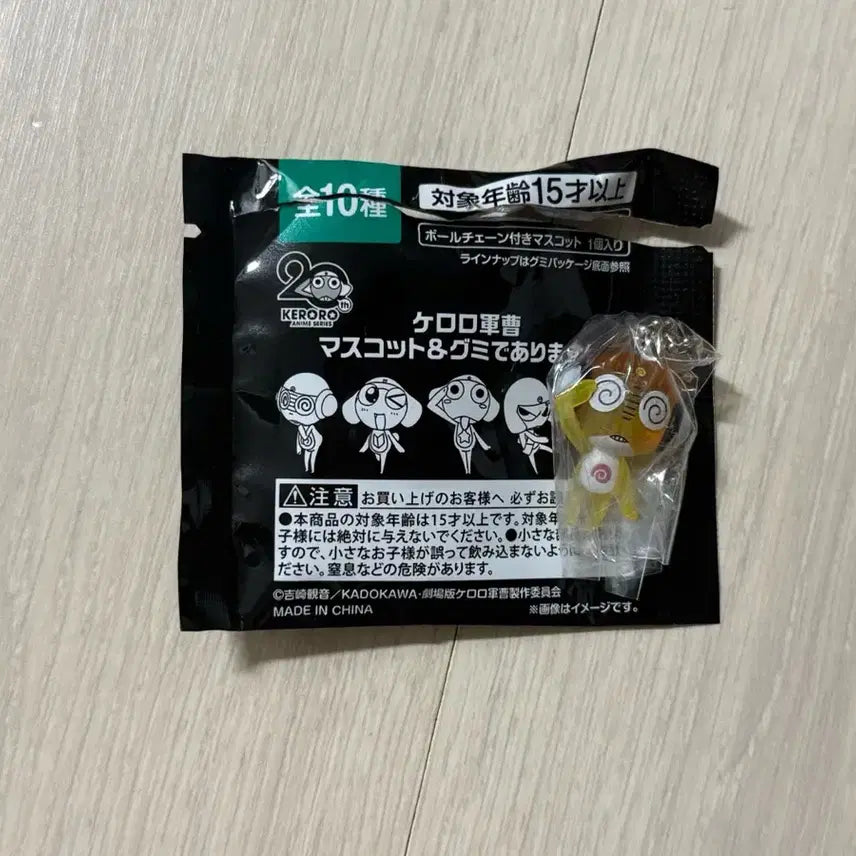 全10種
対象年齢15才以上
ボールチェーン付きマスコット 1個入り
ラインナップはグミパッケージ底面参照
20th
KERORO
ANIME SERIES
ケロロ軍曹
マスコット&グミでありま
⚠注意 お買い上げのお客様へ 必ずお読
●本商品の対象年齢は15才以上です。対象年
子様には絶対に与えないでください。●小さな
すので、小さなお子様が誤って飲み込まないよう
ださい。窒息などの危険があります。
©吉崎観音/KADOKAW・劇場版ケロロ軍曹製作委員会
MADE IN CHINA
※画像はイメージです。